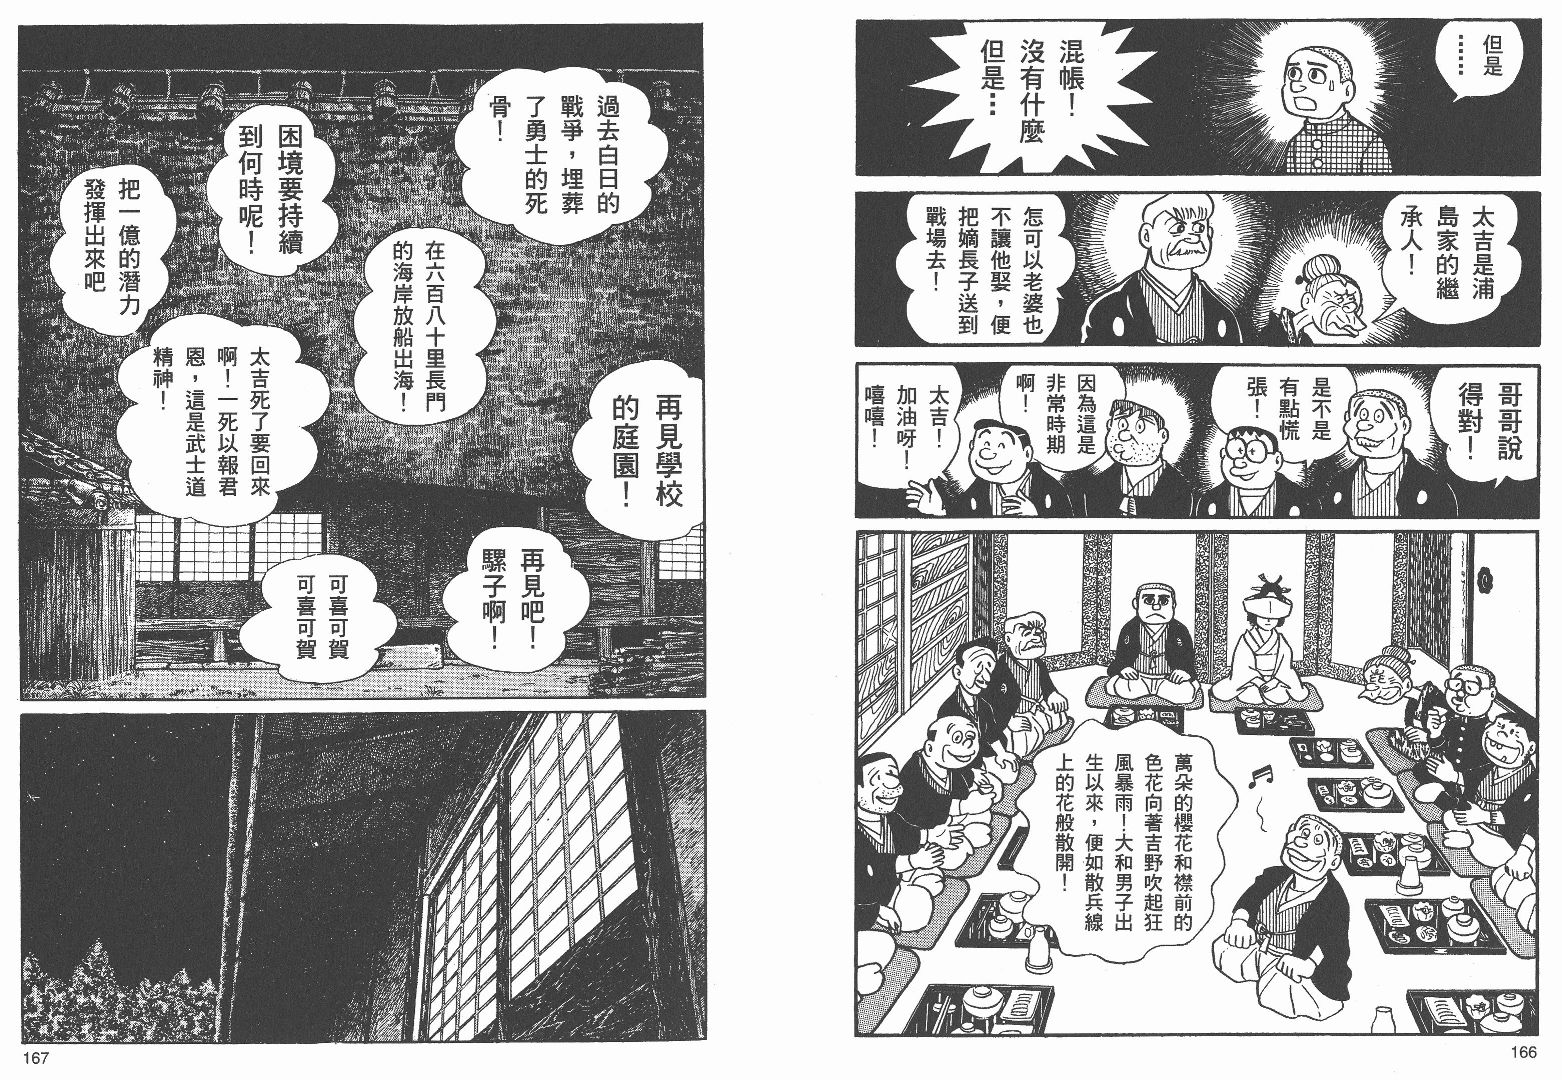 但是
……
混帳！
沒有什麼
但是…
太吉是浦
島家的繼
承人！
怎可以老婆也
不讓他娶，便
把嫡長子送到
戰場去！
哥哥說
得對！
是不是
有點慌
張！
因為這是
非常時期
啊！
太吉！
加油呀！
嘻嘻！
萬朵的櫻花和襟前的
色花向著吉野吹起狂
風暴雨！大和男子出
生以來，便如散兵線
上的花般散開！
166
過去白日的
戰爭，埋葬
了勇士的死
骨！
困境要持續
到何時呢！
把一億的潛力
發揮出來吧
在六百八十里長門
的海岸放船出海！
太吉死了要回來
啊！一死以報君
恩，這是武士道
精神！
再見學校
的庭園！
再見吧！
騾子啊！
可喜可賀
可喜可賀
167